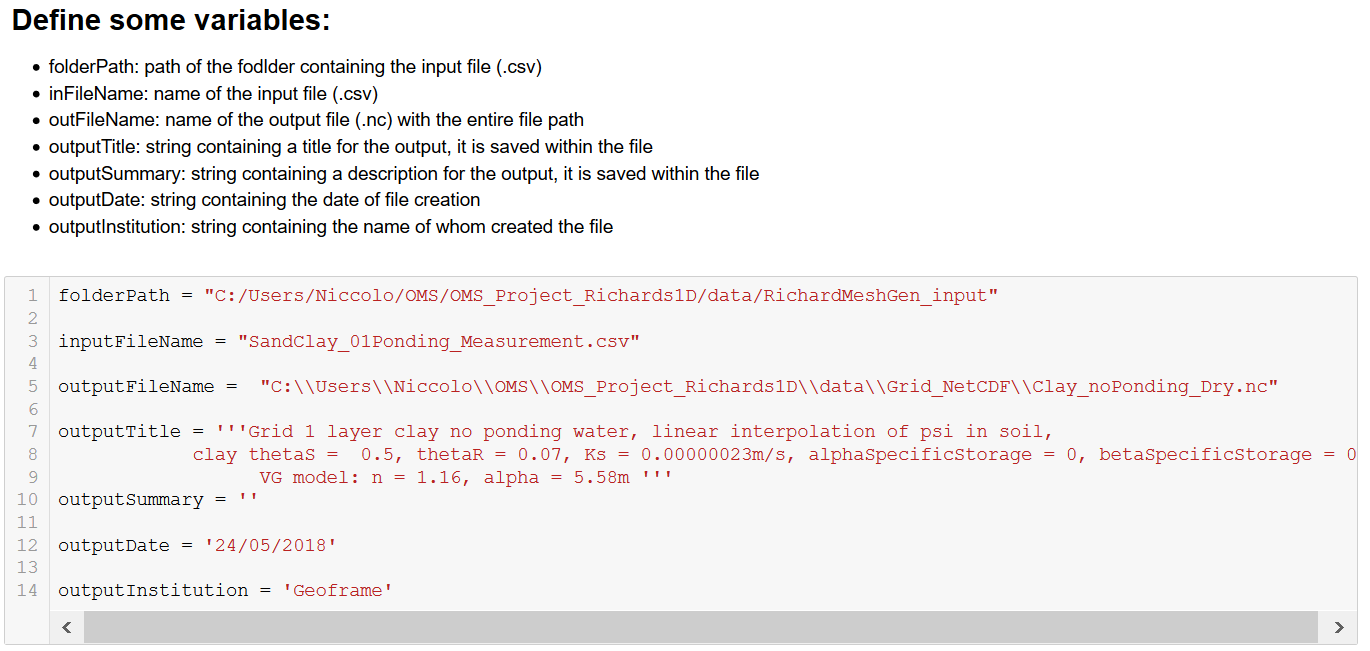 Define some variables:
• folderPath: path of the fodlder containing the input file (.csv)
• inFileName: name of the input file (.csv)
• outFileName: name of the output file (.nc) with the entire file path
• outputTitle: string containing a title for the output, it is saved within the file
• outputSummary: string containing a description for the output, it is saved within the file
• outputDate: string containing the date of file creation
• outputInstitution: string containing the name of whom created the file
1 folderPath = "C:/Users/Niccolo/OMS/OMS_Project_Richards1D/data/RichardMeshGen_input"
2
3 inputFileName = "SandClay_01Ponding_Measurement.csv"
4
5 outputFileName =  "C:\\Users\\Niccolo\\OMS\\OMS_Project_Richards1D\\data\\Grid_NetCDF\\Clay_noPonding_Dry.nc"
6
7 outputTitle = '''Grid 1 layer clay no ponding water, linear interpolation of psi in soil,
8             clay thetaS =  0.5, thetaR = 0.07, Ks = 0.00000023m/s, alphaSpecificStorage = 0, betaSpecificStorage = 0
9                   VG model: n = 1.16, alpha = 5.58m '''
10 outputSummary = ''
11
12 outputDate = '24/05/2018'
13
14 outputInstitution = 'Geoframe'